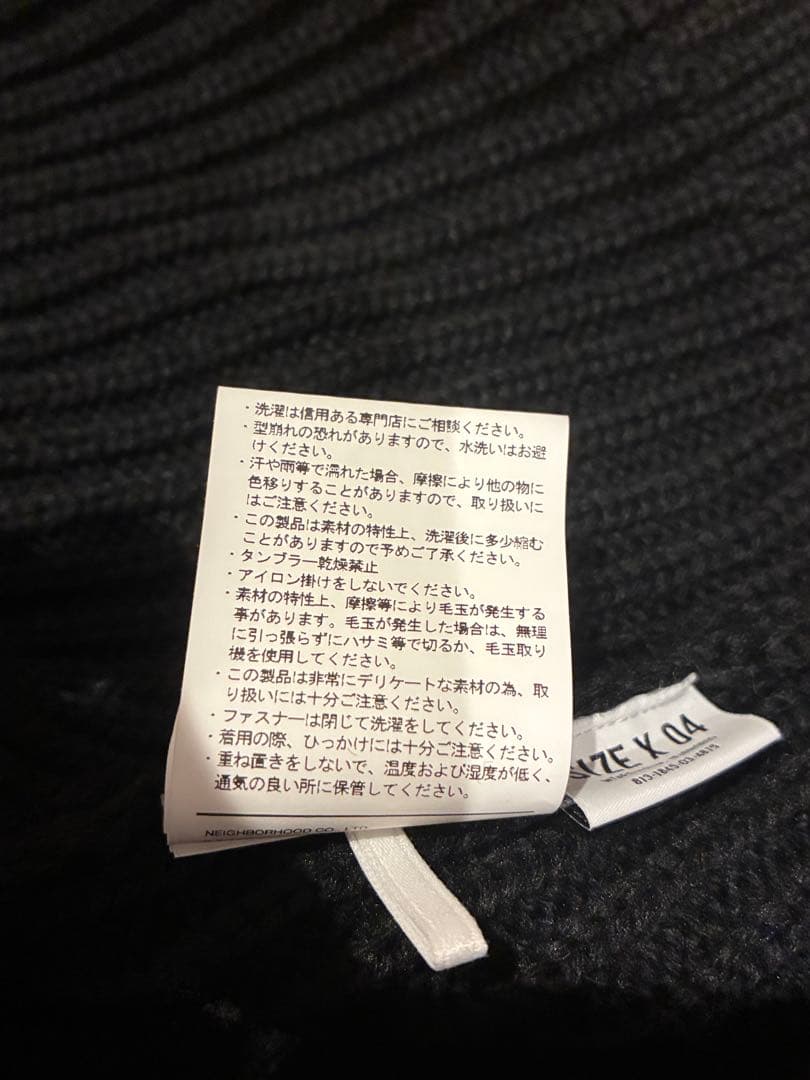 ・洗濯は信用ある専門店にご相談ください。
・型崩れの恐れがありますので、水洗いはお避
けください。
・汗や雨等で濡れた場合、摩擦により他の物に
色移りすることがありますので、取り扱いに
はご注意ください。
・この製品は素材の特性上、洗濯後に多少縮む
ことがありますので予めご了承ください。
・タンブラー乾燥禁止
・アイロン掛けをしないでください。
・素材の特性上、摩擦等により毛玉が発生する
事があります。毛玉が発生した場合は、無理
に引っ張らずにハサミ等で切るか、毛玉取り
機を使用してください。
・この製品は非常にデリケートな素材の為、取
り扱いには十分ご注意ください。
・ファスナーは閉じて洗濯をしてください。
・着用の際、ひっかけには十分ご注意ください。
・重ね置きをしないで、温度および湿度が低く、
通気の良い所に保管してください。
NEIGHBORHOOD CO., LTD.
SIZE K 04
813-1845-03-4815